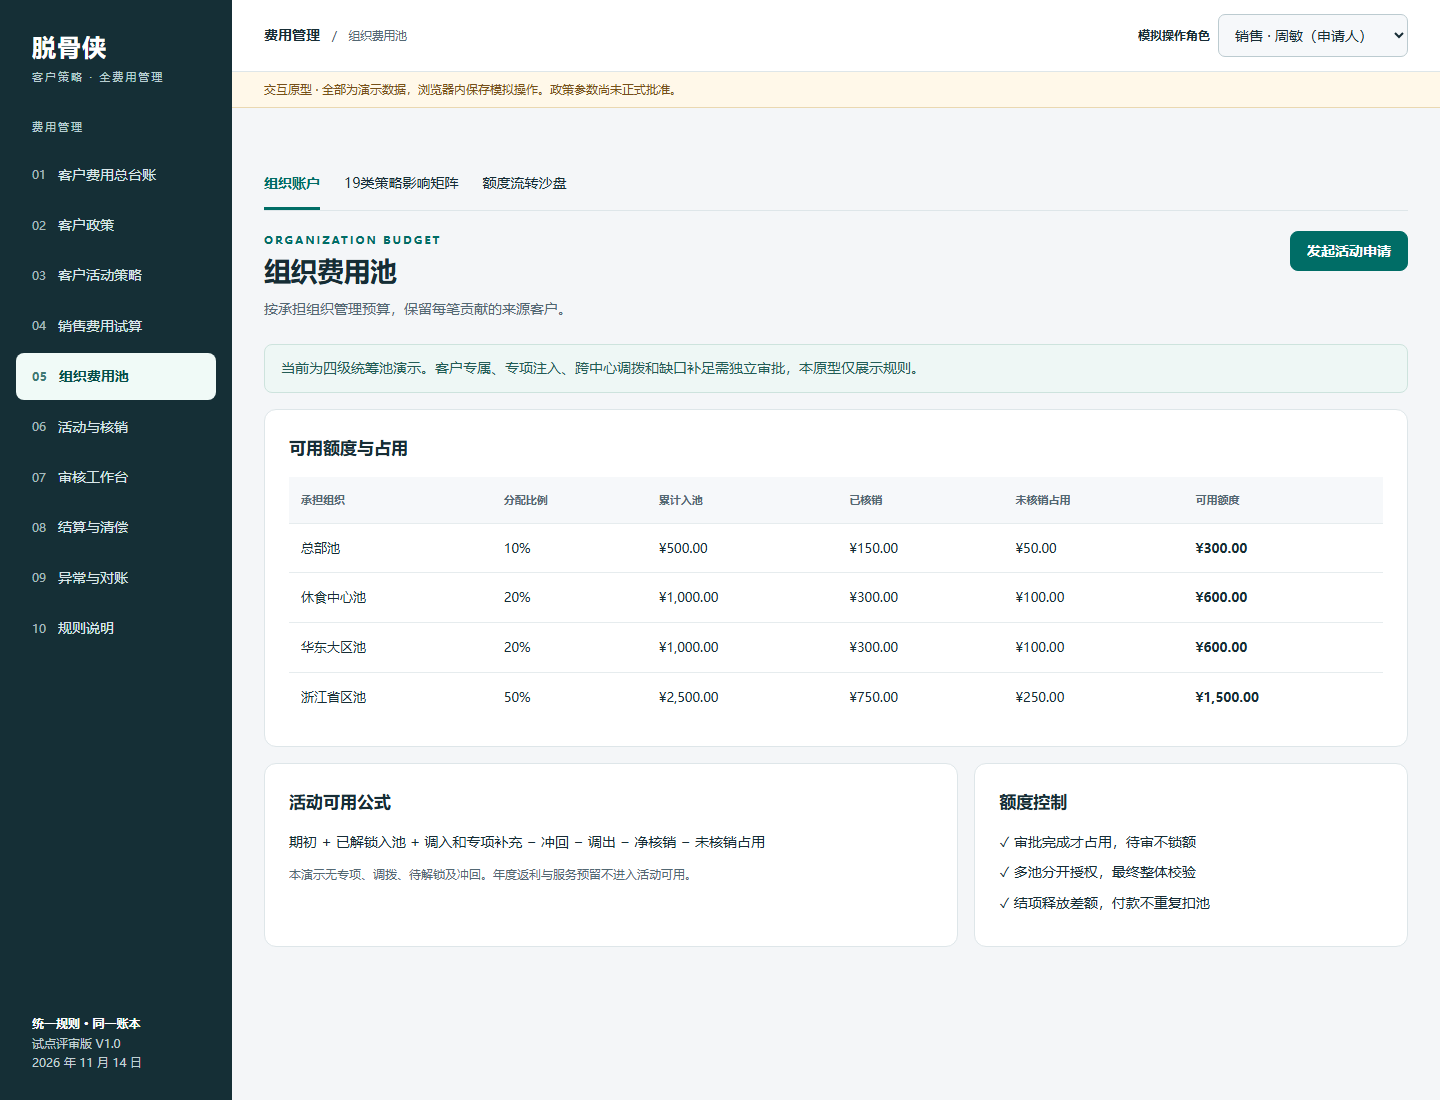 脱骨侠
客户策略 · 全费用管理
费用管理
01 客户费用总台账
02 客户政策
03 客户活动策略
04 销售费用试算
05 组织费用池
06 活动与核销
07 审核工作台
08 结算与清偿
09 异常与对账
10 规则说明
统一规则 • 同一账本
试点评审版 V1.0
2026 年 11 月 14 日
费用管理 / 组织费用池
模拟操作角色 销售 · 周敏（申请人）
交互原型 · 全部为演示数据，浏览器内保存模拟操作。政策参数尚未正式批准。
组织账户 19类策略影响矩阵 额度流转沙盘
ORGANIZATION BUDGET
组织费用池
按承担组织管理预算，保留每笔贡献的来源客户。
发起活动申请
当前为四级统筹池演示。客户专属、专项注入、跨中心调拨和缺口补足需独立审批，本原型仅展示规则。
可用额度与占用
承担组织 分配比例 累计入池 已核销 未核销占用 可用额度
总部池 10% ¥500.00 ¥150.00 ¥50.00 ¥300.00
休食中心池 20% ¥1,000.00 ¥300.00 ¥100.00 ¥600.00
华东大区池 20% ¥1,000.00 ¥300.00 ¥100.00 ¥600.00
浙江省区池 50% ¥2,500.00 ¥750.00 ¥250.00 ¥1,500.00
活动可用公式
期初 + 已解锁入池 + 调入和专项补充 − 冲回 − 调出 − 净核销 − 未核销占用
本演示无专项、调拨、待解锁及冲回。年度返利与服务预留不进入活动可用。
额度控制
✓ 审批完成才占用，待审不锁额
✓ 多池分开授权，最终整体校验
✓ 结项释放差额，付款不重复扣池